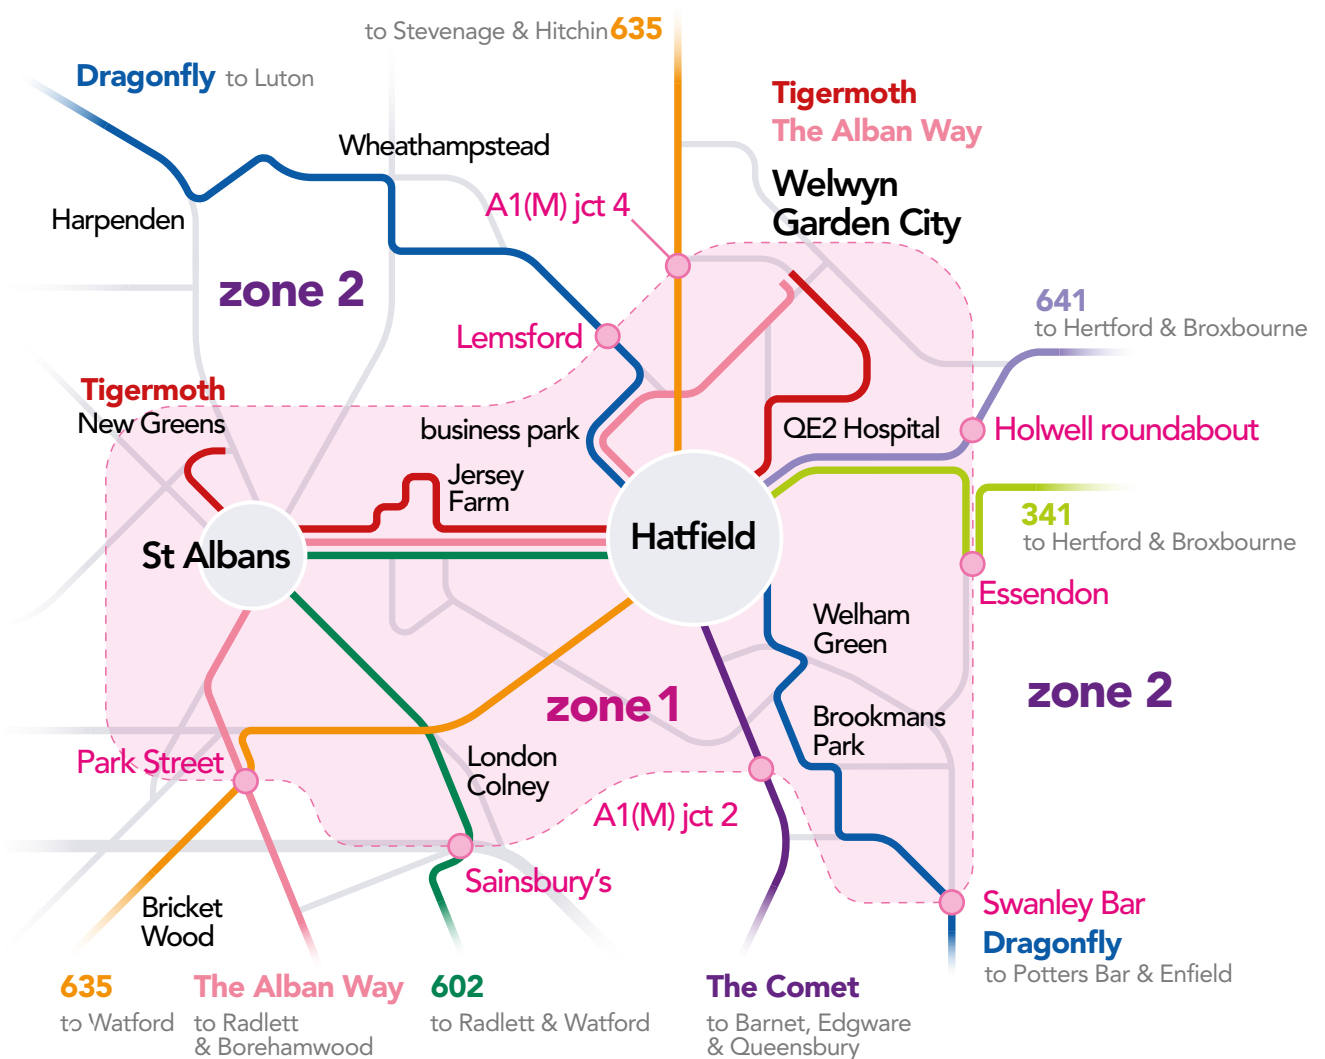 to Stevenage & Hitchin 635
Dragonfly to Luton
Tigermoth
The Alban Way
Wheathampstead
Welwyn
Garden City
A1(M) jct 4
Harpenden
zone 2
641
to Hertford & Broxbourne
Lemsford
Tigermoth
New Greens
business park
QE2 Hospital
Holwell roundabout
Jersey
Farm
341
to Hertford & Broxbourne
Hatfield
St Albans
Essendon
Welham
Green
zone 2
zone 1
Brookmans
Park
Park Street
London
Colney
A1(M) jct 2
Sainsbury's
Bricket
Wood
Swanley Bar
Dragonfly
to Potters Bar & Enfield
635
to Watford
The Alban Way
to Radlett
& Borehamwood
602
to Radlett & Watford
The Comet
to Barnet, Edgware
& Queensbury